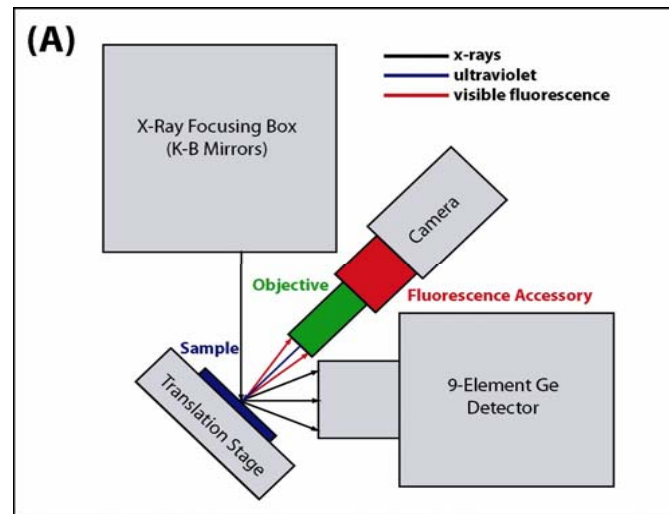 (A)
x-rays
ultraviolet
visible fluorescence
X-Ray Focusing Box
(K-B Mirrors)
Camera
Objective
Fluorescence Accessory
Sample
Translation Stage
9-Element Ge
Detector